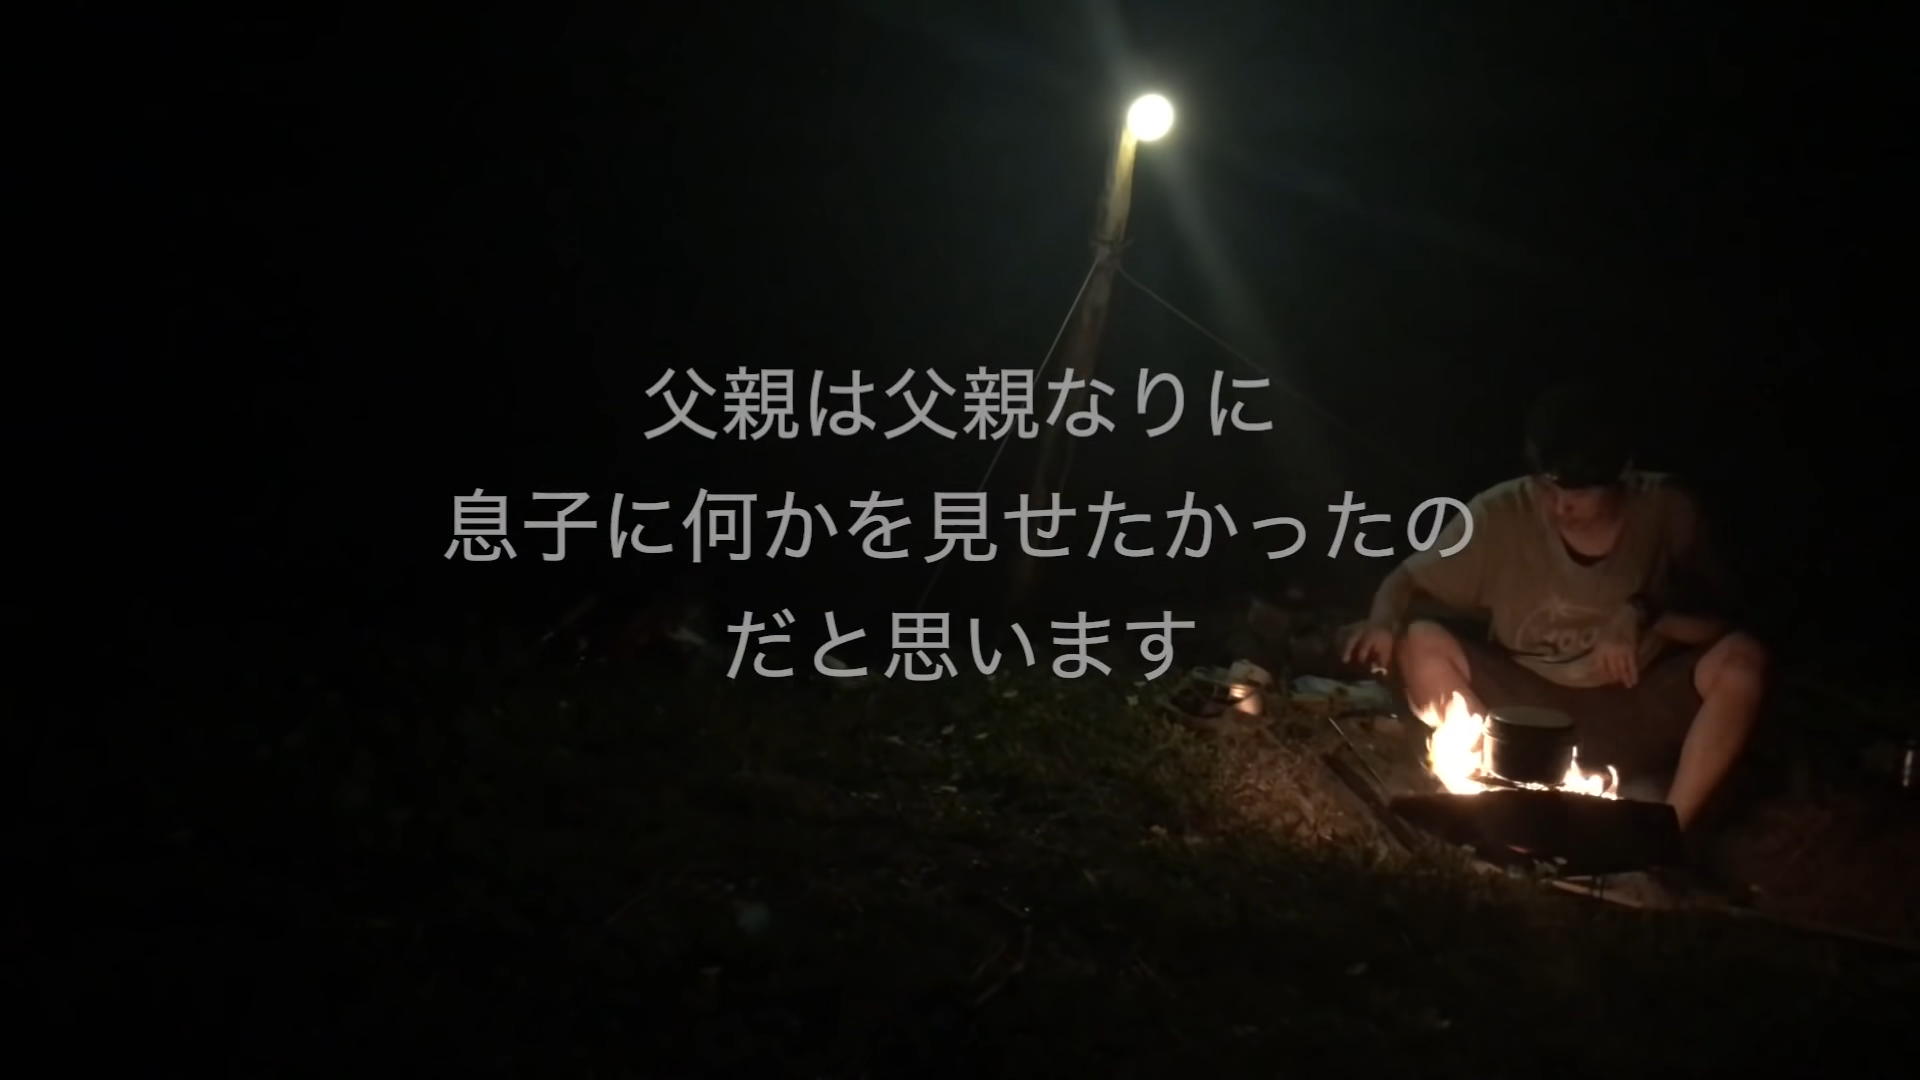 父親は父親なりに
息子に何かを見せたかったの
だと思います